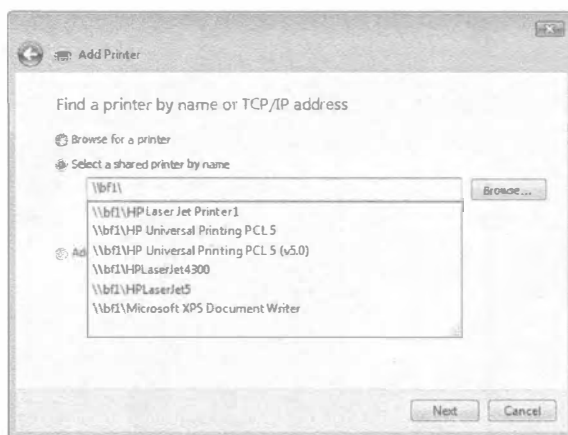 Add Printer
Find a printer by name or TCP/IP address
Browse for a printer
Select a shared printer by name
\\bf1\
Browse...
\\bf1\HP Laser Jet Printer1
\\bf1\HP Universal Printing PCL 5
Ad
\\bf1\HP Universal Printing PCL 5 (v5.0)
\\bf1\HPLaserJet4300
\\bf1\HPLaserJet5
\\bf1\Microsoft XPS Document Writer
Next
Cancel